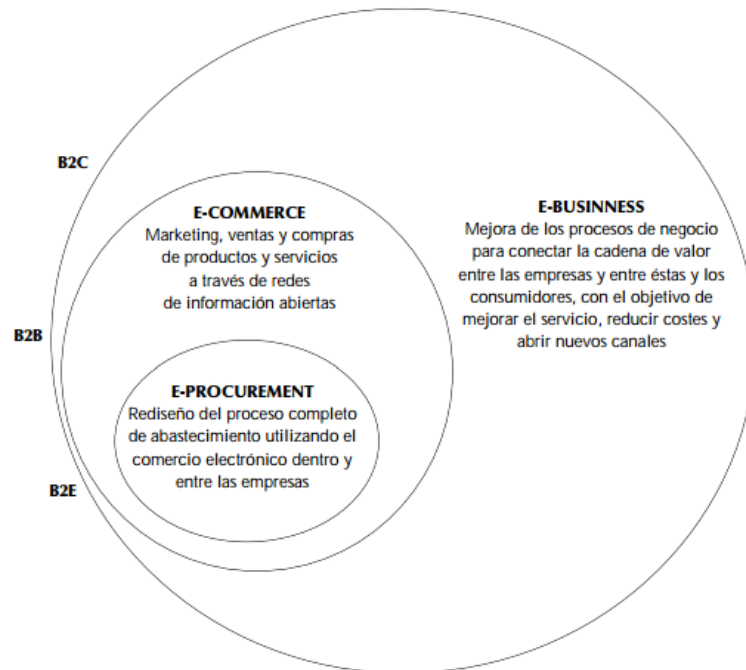 B2C
E-COMMERCE
Marketing, ventas y compras
de productos y servicios
a través de redes
de información abiertas
E-BUSINNESS
Mejora de los procesos de negocio
para conectar la cadena de valor
entre las empresas y entre éstas y los
consumidores, con el objetivo de
mejorar el servicio, reducir costes y
abrir nuevos canales
B2B
E-PROCUREMENT
Rediseño del proceso completo
de abastecimiento utilizando el
comercio electrónico dentro y
entre las empresas
B2E